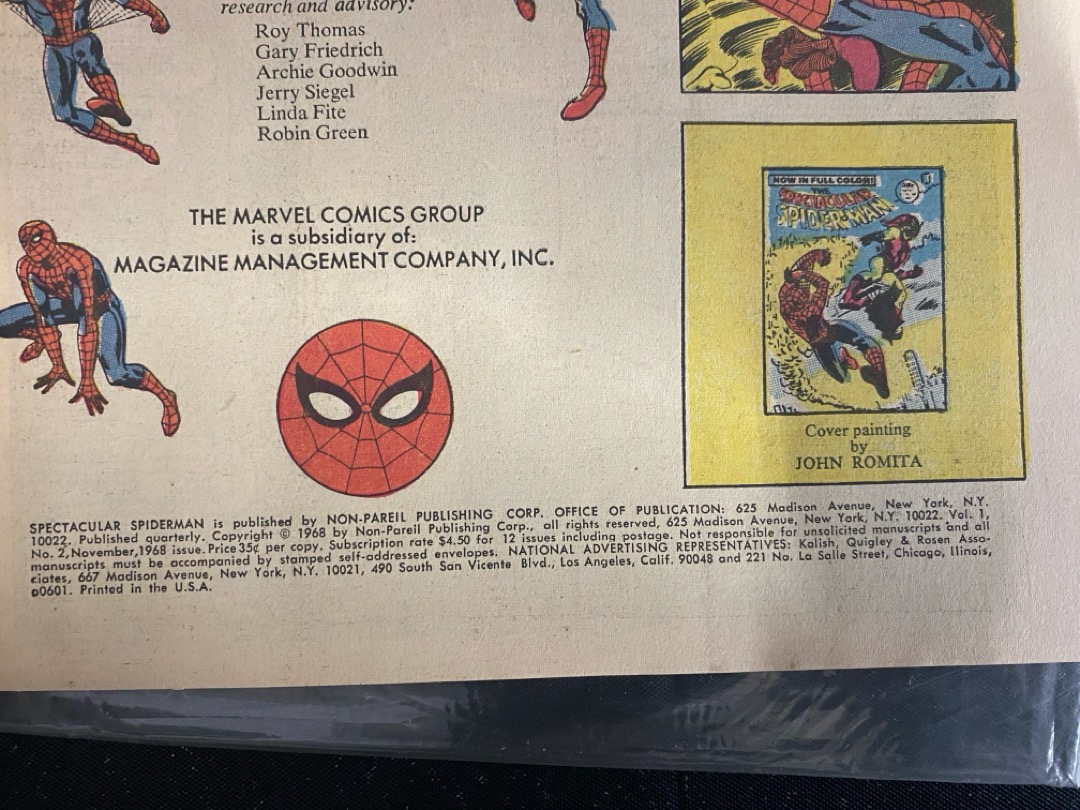 research and advisory:
Roy Thomas
Gary Friedrich
Archie Goodwin
Jerry Siegel
Linda Fite
Robin Green
THE MARVEL COMICS GROUP
is a subsidiary of:
MAGAZINE MANAGEMENT COMPANY, INC.
NOW IN FULL COLOR!
THE
SPECTACULAR
SPIDER-MAN
Cover painting
by
JOHN ROMITA
SPECTACULAR SPIDERMAN is published by NON-PAREIL PUBLISHING CORP. OFFICE OF PUBLICATION: 625 Madison Avenue, New York, N.Y.
10022. Published quarterly. Copyright © 1968 by Non-Pareil Publishing Corp., all rights reserved, 625 Madison Avenue, New York, N.Y. 10022. Vol. 1,
No. 2, November, 1968 issue. Price 35¢ per copy. Subscription rate $4.50 for 12 issues including postage. Not responsible for unsolicited manuscripts and all
manuscripts must be accompanied by stamped self-addressed envelopes. NATIONAL ADVERTISING REPRESENTATIVES: Kalish, Quigley & Rosen Asso-
ciates, 667 Madison Avenue, New York, N.Y. 10021, 490 South San Vicente Blvd., Los Angeles, Calif. 90048 and 221 No. La Salle Street, Chicago, Ilinois,
60601. Printed in the U.S.A.